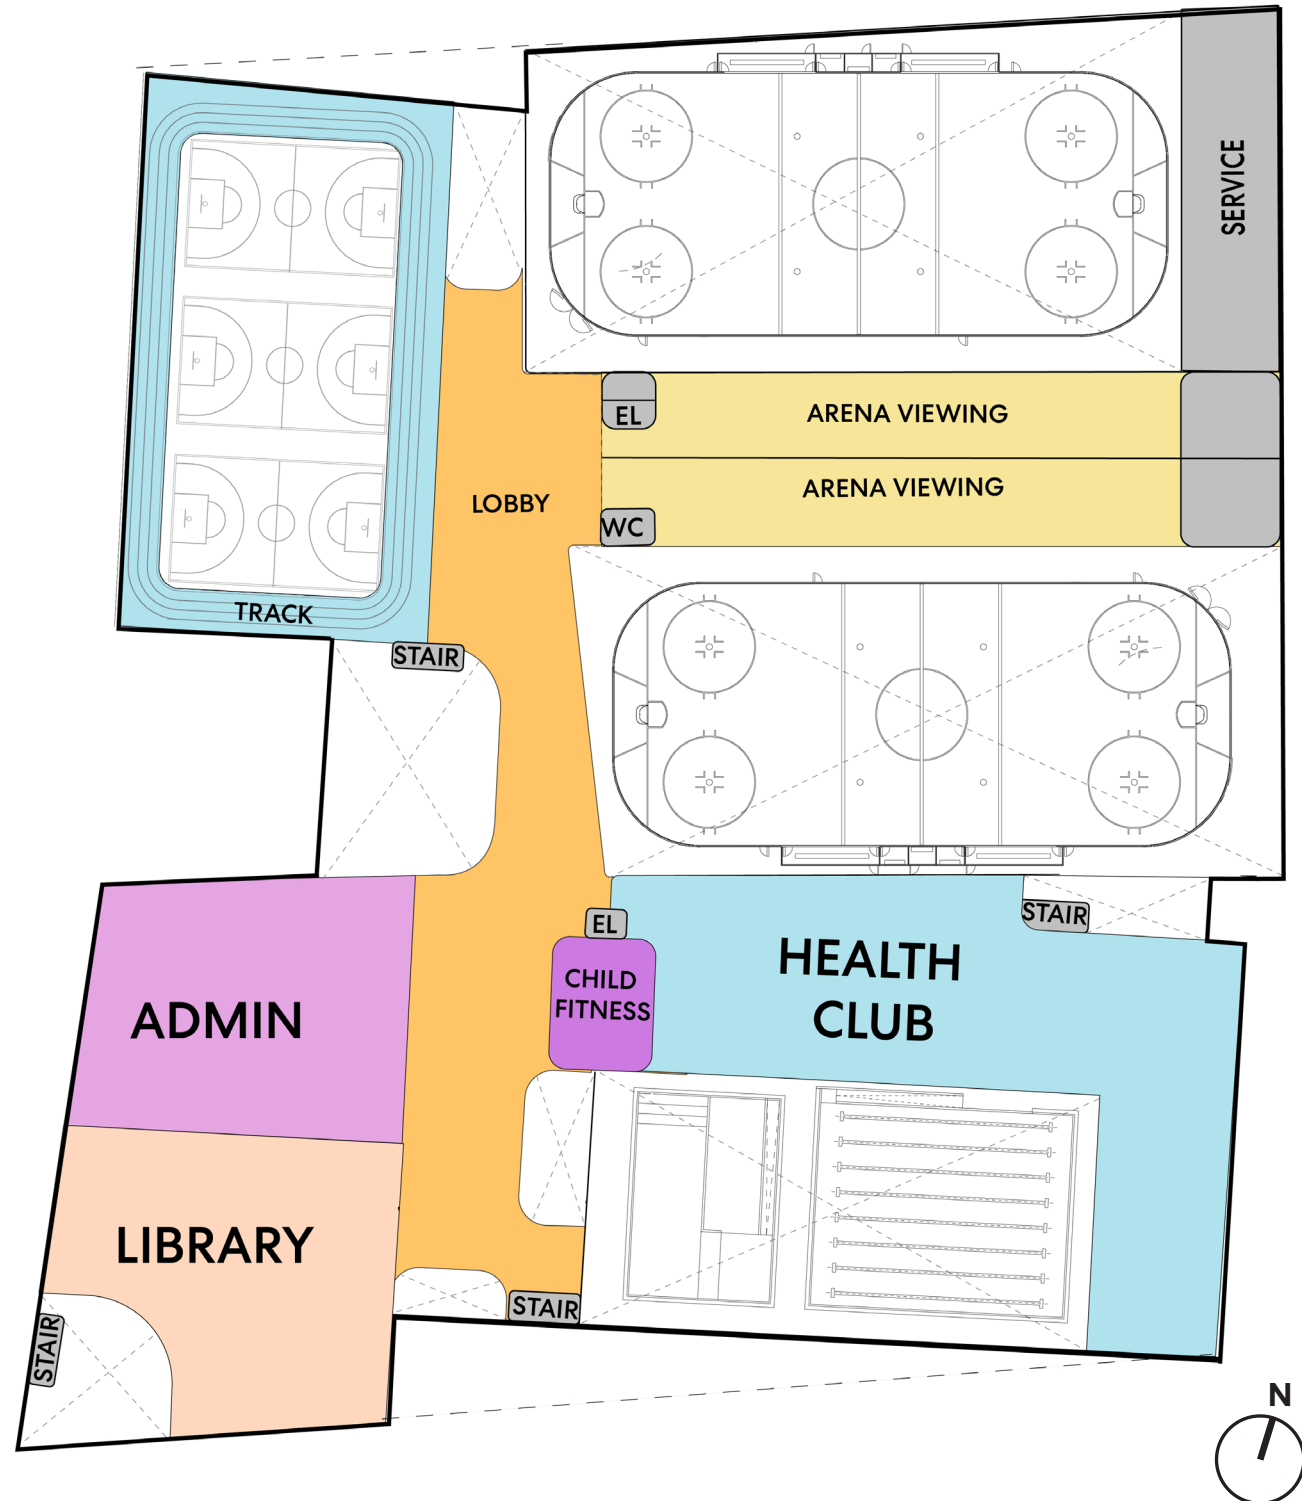 SERVICE
EL
ARENA VIEWING
ARENA VIEWING
LOBBY
WC
TRACK
STAIR
EL
STAIR
CHILD
FITNESS
HEALTH
CLUB
ADMIN
LIBRARY
STAIR
STAIR
N